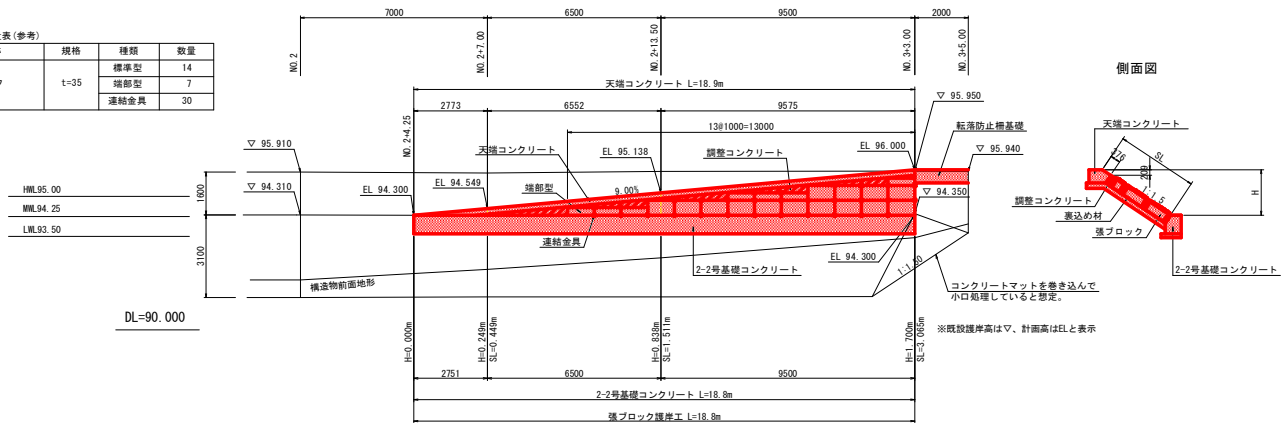 表(参考)
規格 種類 数量
t=35 標準型 14
端部型 7
連結金具 30
7000 6500 9500 2000
NO.2 NO.2+7.00 NO.2+13.50 NO.3+3.00 NO.3+5.00
天端コンクリート L=18.9m
2773 6552 9575
NO.2+4.25
13@1000=13000
▽ 95.950
転落防止柵基礎
▽ 95.910
天端コンクリート
EL 95.138
調整コンクリート
EL 96.000
▽ 95.940
HWL95.00
MWL94.25
LWL93.50
1600
3100
▽ 94.310
EL 94.300
EL 94.549
端部型
9.00%
▽ 94.350
連結金具
2-2号基礎コンクリート
EL 94.300
1:1.50
構造物前面地形
コンクリートマットを巻き込んで
小口処理していると想定。
DL=90.000
※既設護岸高は▽、計画高はELと表示
H=0.000m
H=0.249m
SL=0.449m
H=0.838m
SL=1.511m
H=1.700m
SL=3.065m
2751 6500 9500
2-2号基礎コンクリート L=18.8m
張ブロック護岸工 L=18.8m
側面図
天端コンクリート
376
SL
209
1:1.5
H
調整コンクリート
裏込め材
張ブロック
2-2号基礎コンクリート